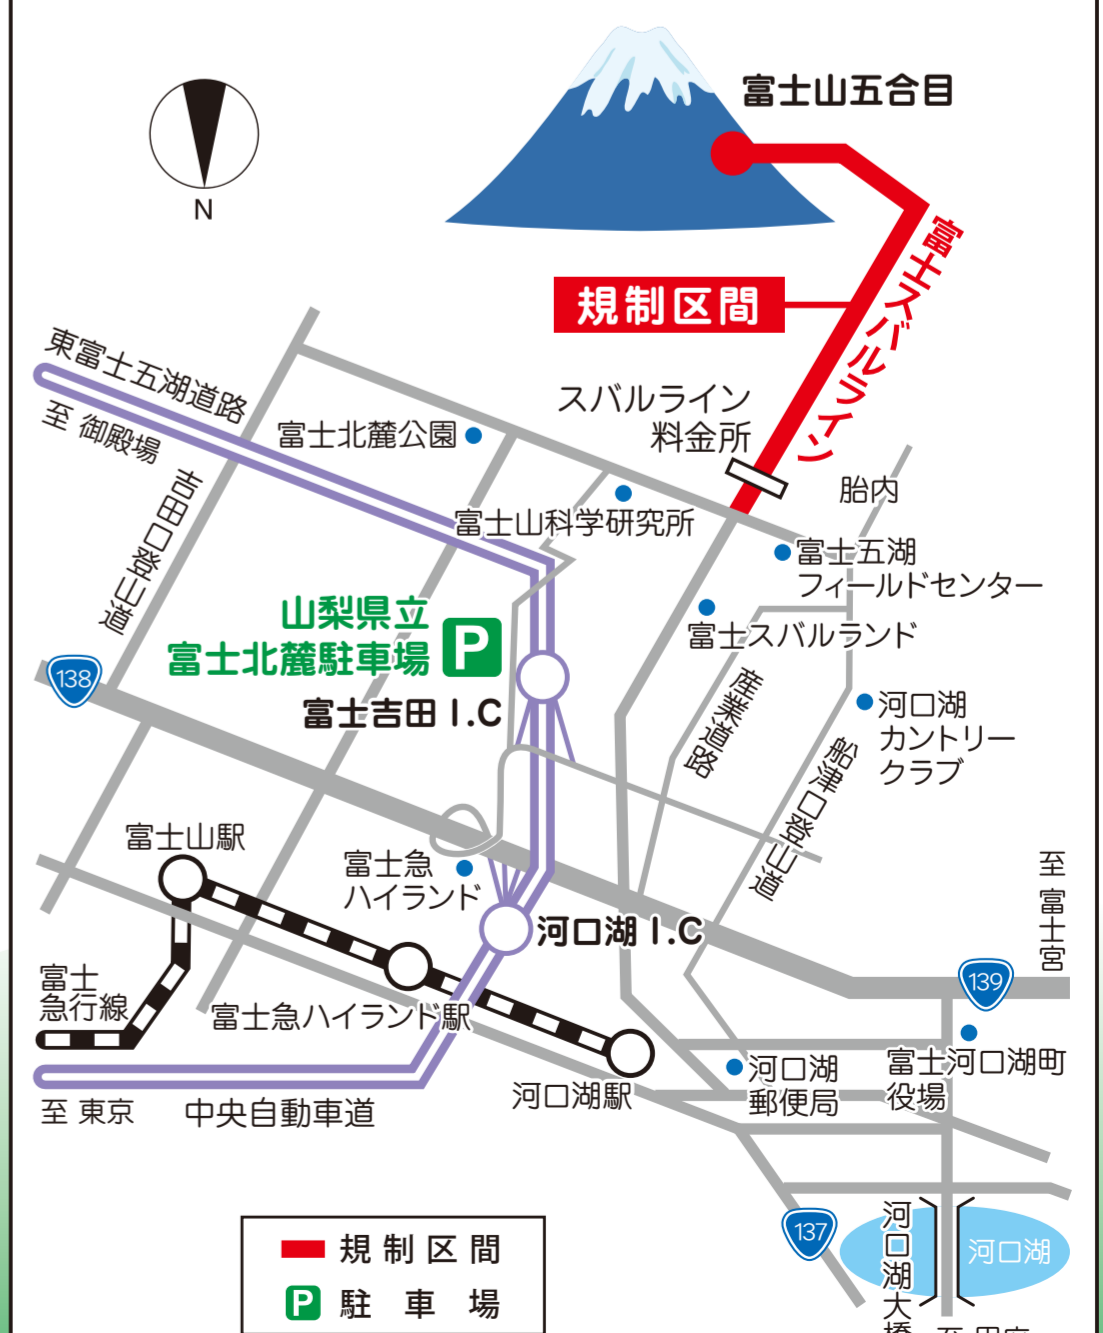 富士山五合目
N
富士スバルライン
規制区間
東富士五湖道路
至 御殿場
スバルライン
料金所
富士北麓公園
吉田口登山道
胎内
富士山科学研究所
富士五湖
フィールドセンター
山梨県立
富士北麓駐車場
P
富士スバルランド
138
富士吉田 I.C
産業道路
河口湖
カントリー
クラブ
船津口登山道
富士山駅
富士急
ハイランド
至 富士宮
河口湖 I.C
富士
急行線
139
富士急ハイランド駅
富士河口湖町
役場
河口湖
郵便局
河口湖駅
至 東京
中央自動車道
137
河口湖大橋
河口湖
規制区間
P 駐車場